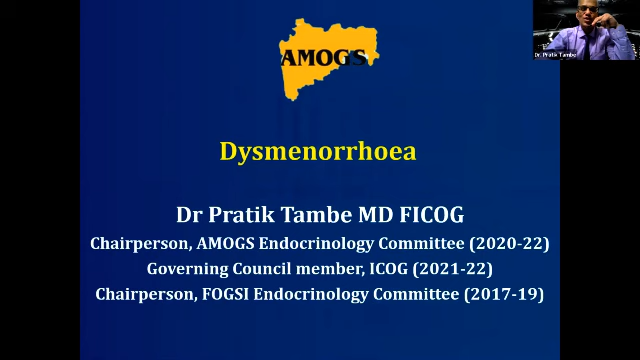 AMOGS
Dr. Pratik Tambe
Dysmenorrhoea
Dr Pratik Tambe MD FICOG
Chairperson, AMOGS Endocrinology Committee (2020-22)
Governing Council member, ICOG (2021-22)
Chairperson, FOGSI Endocrinology Committee (2017-19)